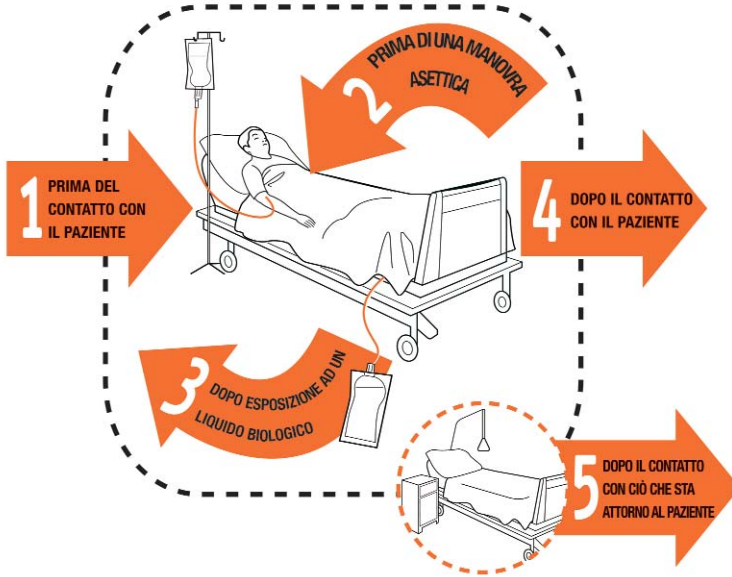 1
PRIMA DEL
CONTATTO CON
IL PAZIENTE
2
PRIMA DI UNA MANOVRA
ASETTICA
3
DOPO ESPOSIZIONE AD UN
LIQUIDO BIOLOGICO
4
DOPO IL CONTATTO
CON IL PAZIENTE
5
DOPO IL CONTATTO
CON CIÒ CHE STA
ATTORNO AL PAZIENTE